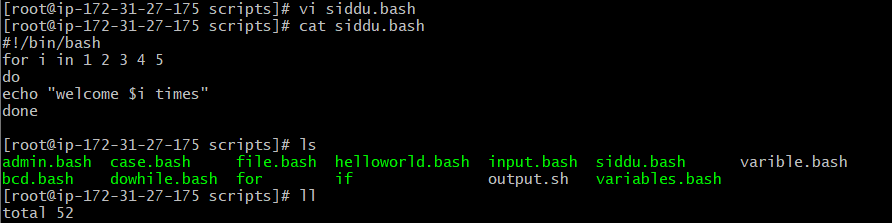 [root@ip-172-31-27-175 scripts]# vi siddu.bash
[root@ip-172-31-27-175 scripts]# cat siddu.bash
#!/bin/bash
for i in 1 2 3 4 5
do
echo "welcome $i times"
done
[root@ip-172-31-27-175 scripts]# ls
admin.bash case.bash file.bash helloworld.bash input.bash siddu.bash varible.bash
bcd.bash dowhile.bash for if output.sh variables.bash
[root@ip-172-31-27-175 scripts]# ll
total 52